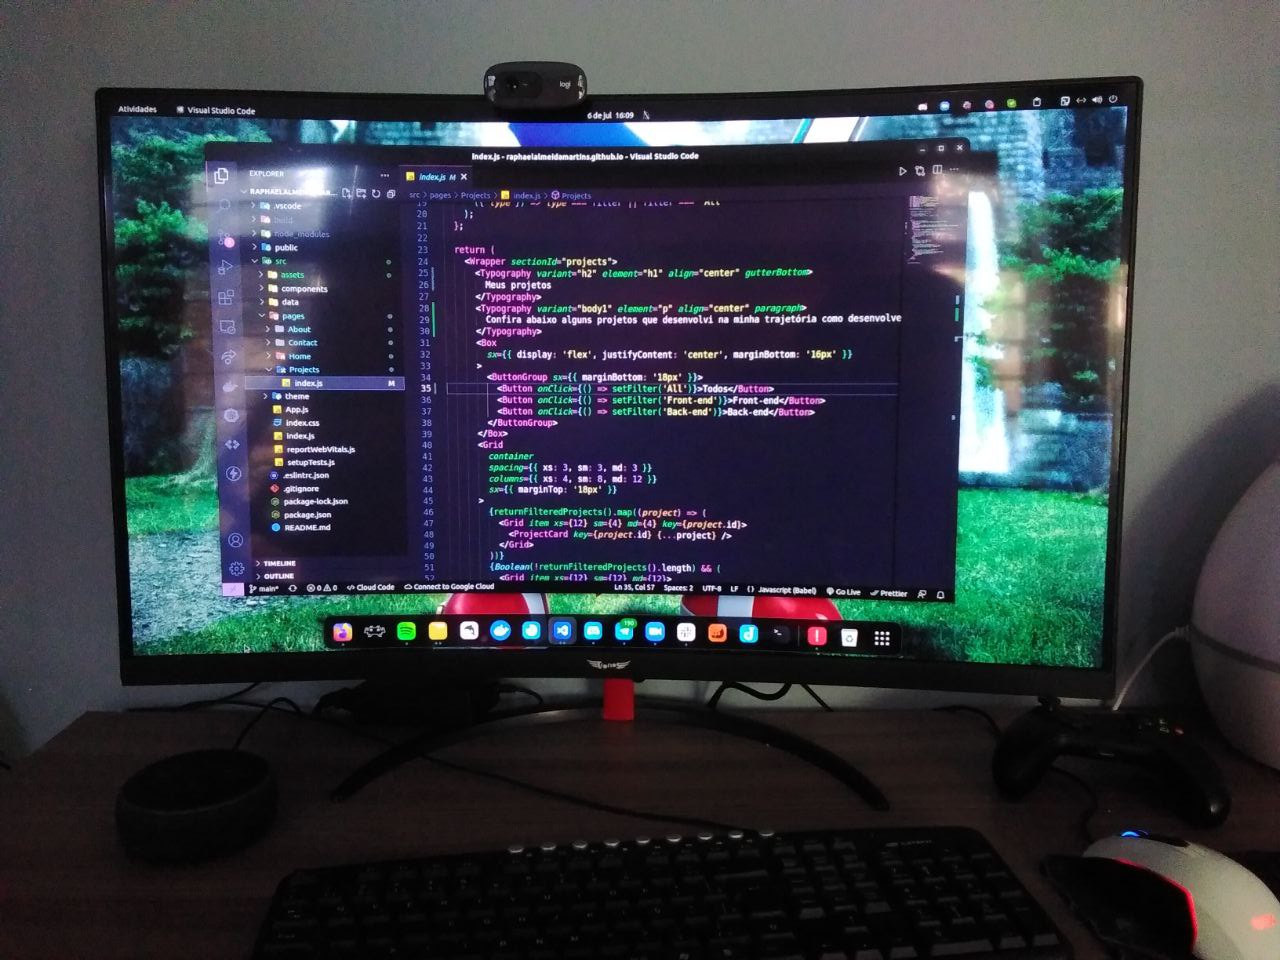 logi
Atividades
Visual Studio Code
6 de jul 16:09
index.js - raphaelalmeidamartins.github.io - Visual Studio Code
EXPLORER
index.js M
RAPHAELALMEIDAMAR...
src > pages > Projects > index.js > Projects
.vscode
build
node_modules
public
src
assets
components
data
pages
About
Contact
Home
Projects
index.js M
theme
App.js
index.css
index.js
reportWebVitals.js
setupTests.js
.eslintrc.json
.gitignore
package-lock.json
package.json
README.md
TIMELINE
OUTLINE
20 );
21 };
22
23 return (
24 <Wrapper sectionId="projects">
25 <Typography variant="h2" element="h1" align="center" gutterBottom>
26 Meus projetos
27 </Typography>
28 <Typography variant="body1" element="p" align="center" paragraph>
29 Confira abaixo alguns projetos que desenvolvi na minha trajetória como desenvolve
30 </Typography>
31 <Box
32 sx={{ display: 'flex', justifyContent: 'center', marginBottom: '16px' }}
33 >
34 <ButtonGroup sx={{ marginBottom: '18px' }}>
35 <Button onClick={() => setFilter('All')}>Todos</Button>
36 <Button onClick={() => setFilter('Front-end')}>Front-end</Button>
37 <Button onClick={() => setFilter('Back-end')}>Back-end</Button>
38 </ButtonGroup>
39 </Box>
40 <Grid
41 container
42 spacing={{ xs: 3, sm: 3, md: 3 }}
43 columns={{ xs: 4, sm: 8, md: 12 }}
44 sx={{ marginTop: '18px' }}
45 >
46 {returnFilteredProjects().map((project) => (
47 <Grid item xs={12} sm={4} md={4} key={project.id}>
48 <ProjectCard key={project.id} {...project} />
49 </Grid>
50 ))}
51 {Boolean(!returnFilteredProjects().length) && (
52 <Grid item xs={12} sm={12} md={12}>
main* 0 0 Cloud Code Connect to Google Cloud Ln 35, Col 57 Spaces: 2 UTF-8 LF {} Javascript (Babel) Go Live Prettier
190